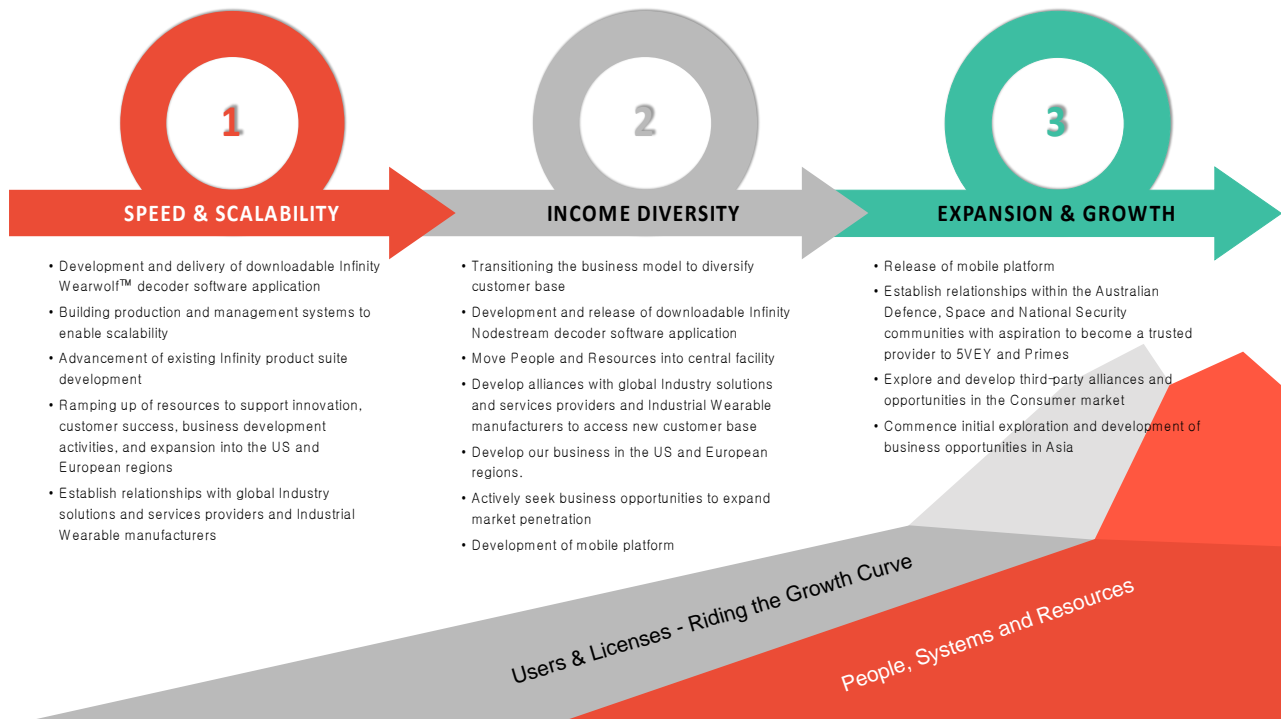 1
SPEED & SCALABILITY
• Development and delivery of downloadable Infinity
Wearwolf™ decoder software application
• Building production and management systems to
enable scalability
• Advancement of existing Infinity product suite
development
• Ramping up of resources to support innovation,
customer success, business development
activities, and expansion into the US and
European regions
• Establish relationships with global Industry
solutions and services providers and Industrial
Wearable manufacturers
2
INCOME DIVERSITY
• Transitioning the business model to diversify
customer base
• Development and release of downloadable Infinity
Nodestream decoder software application
• Move People and Resources into central facility
• Develop alliances with global Industry solutions
and services providers and Industrial Wearable
manufacturers to access new customer base
• Develop our business in the US and European
regions.
• Actively seek business opportunities to expand
market penetration
• Development of mobile platform
3
EXPANSION & GROWTH
• Release of mobile platform
• Establish relationships within the Australian
Defence, Space and National Security
communities with aspiration to become a trusted
provider to 5VEY and Primes
• Explore and develop third-party alliances and
opportunities in the Consumer market
• Commence initial exploration and development of
business opportunities in Asia
Users & Licenses - Riding the Growth Curve
People, Systems and Resources